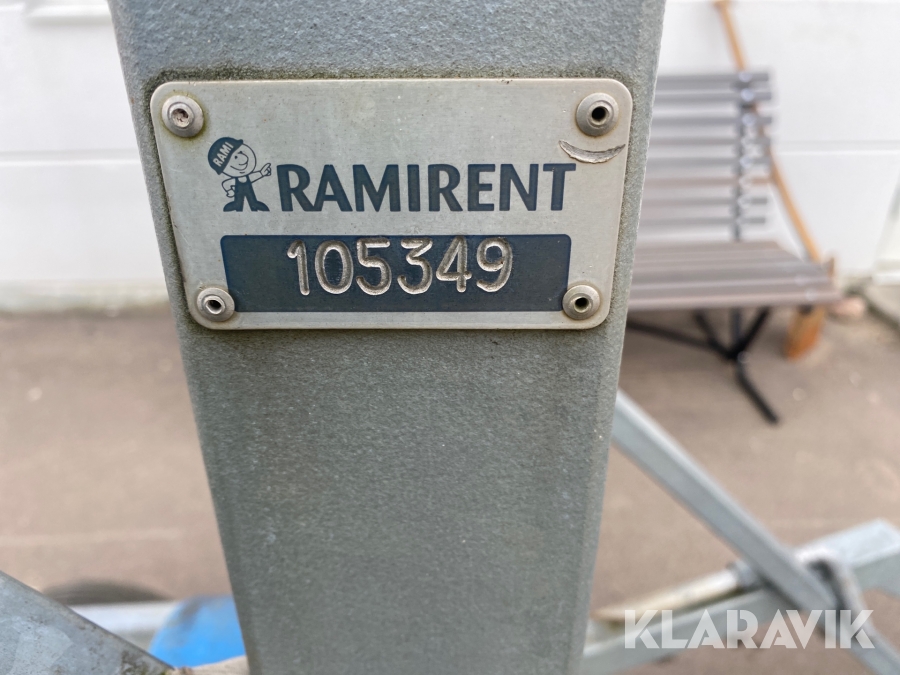 RAMI
RAMIRENT
105349
KLARAVIK